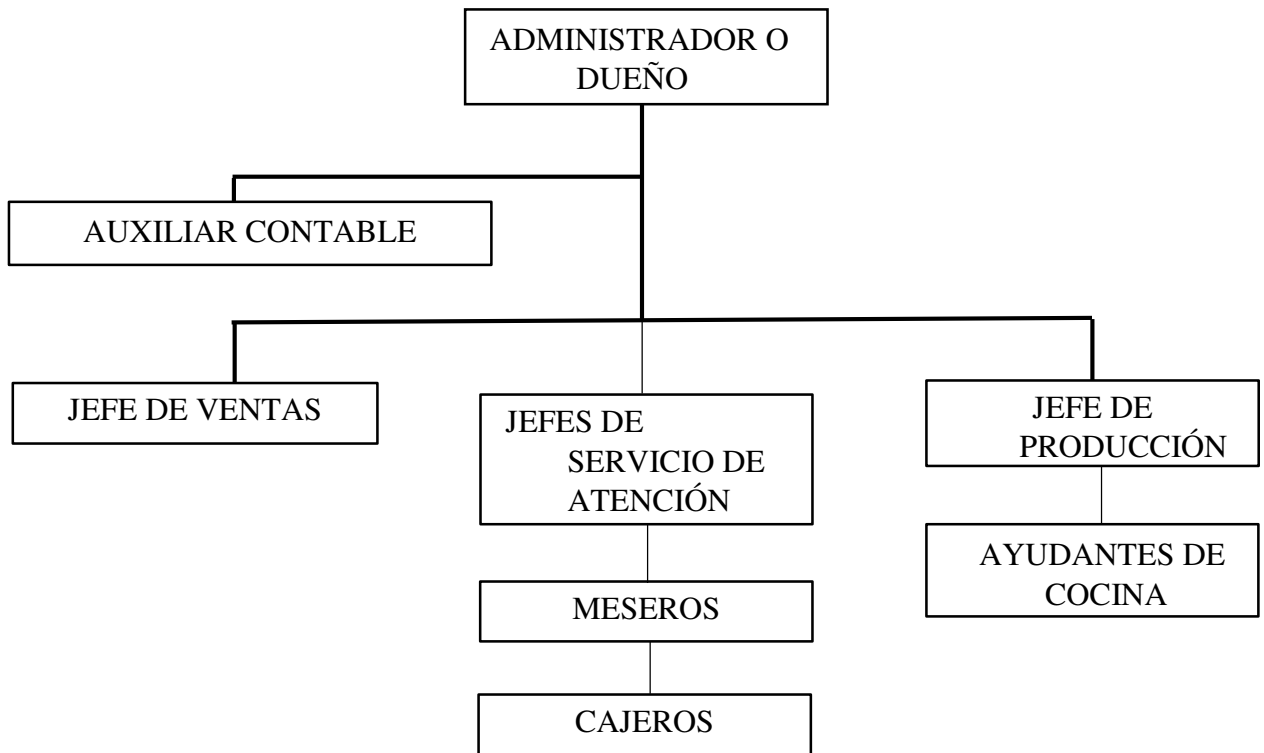 ADMINISTRADOR O
DUEÑO
AUXILIAR CONTABLE
JEFE DE VENTAS
JEFES DE
SERVICIO DE
ATENCIÓN
JEFE DE
PRODUCCIÓN
AYUDANTES DE
COCINA
MESEROS
CAJEROS